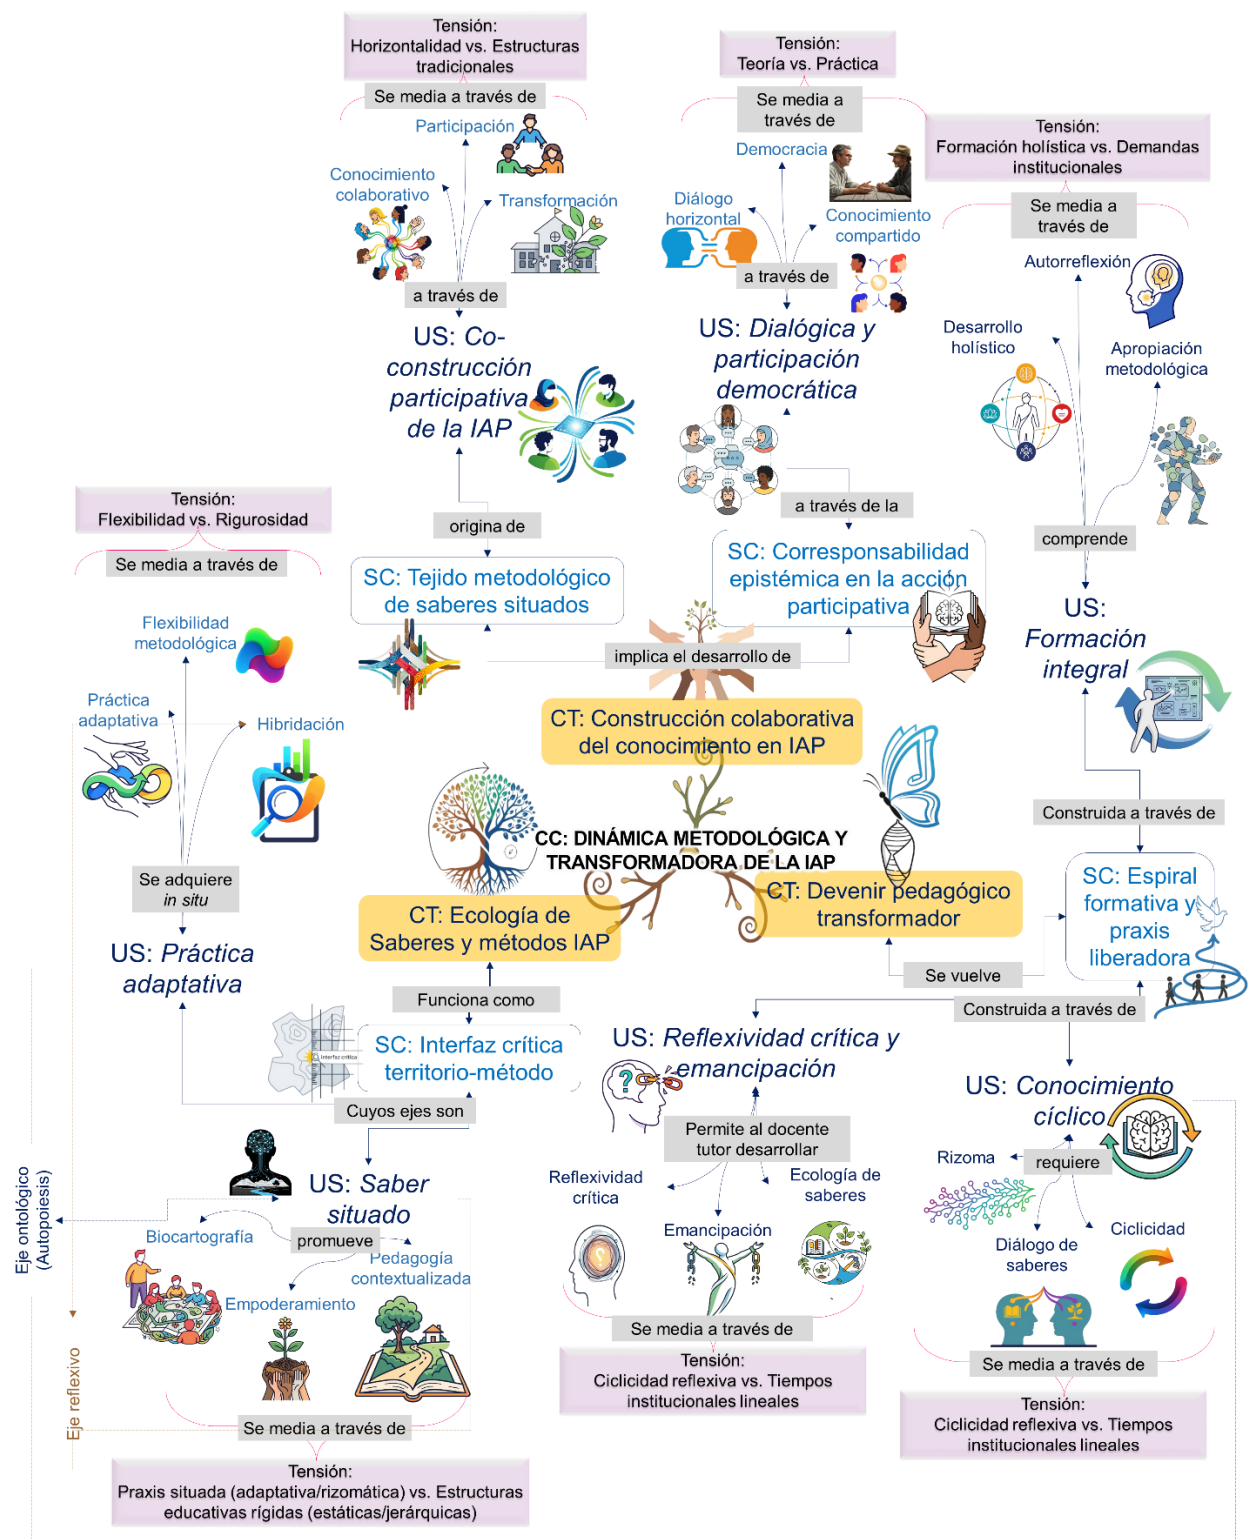 Tensión:
Horizontalidad vs. Estructuras
tradicionales
Se media a través de
Participación
Conocimiento
colaborativo
Transformación
a través de
US: Co-
construcción
participativa
de la IAP
origina de
SC: Tejido metodológico
de saberes situados
Tensión:
Teoría vs. Práctica
Se media a
través de
Democracia
Diálogo
horizontal
Conocimiento
compartido
a través de
US: Dialógica y
participación
democrática
a través de la
SC: Corresponsabilidad
epistémica en la acción
participativa
implica el desarrollo de
Tensión:
Formación holística vs. Demandas
institucionales
Se media a
través de
Autorreflexión
Desarrollo
holístico
Apropiación
metodológica
comprende
US:
Formación
integral
Construida a través de
SC: Espiral
formativa y
praxis
liberadora
Tensión:
Flexibilidad vs. Rigurosidad
Se media a través de
Flexibilidad
metodológica
Práctica
adaptativa
Hibridación
Se adquiere
in situ
US: Práctica
adaptativa
CT: Construcción colaborativa
del conocimiento en IAP
CC: DINÁMICA METODOLÓGICA Y
TRANSFORMADORA DE LA IAP
CT: Ecología de
Saberes y métodos IAP
CT: Devenir pedagógico
transformador
Se vuelve
Funciona como
Interfaz crítica
SC: Interfaz crítica
territorio-método
Cuyos ejes son
Construida a través de
US: Reflexividad crítica y
emancipación
?
Permite al docente
tutor desarrollar
Reflexividad
crítica
Emancipación
Ecología de
saberes
Se media a través de
Tensión:
Ciclicidad reflexiva vs. Tiempos
institucionales lineales
US: Conocimiento
cíclico
requiere
Rizoma
Diálogo de
saberes
Ciclicidad
Se media a través de
Tensión:
Ciclicidad reflexiva vs. Tiempos
institucionales lineales
US: Saber
situado
promueve
Biocartografía
Pedagogía
contextualizada
Empoderamiento
Se media a través de
Tensión:
Praxis situada (adaptativa/rizomática) vs. Estructuras
educativas rígidas (estáticas/jerárquicas)
Eje ontológico
(Autopoiesis)
Eje reflexivo